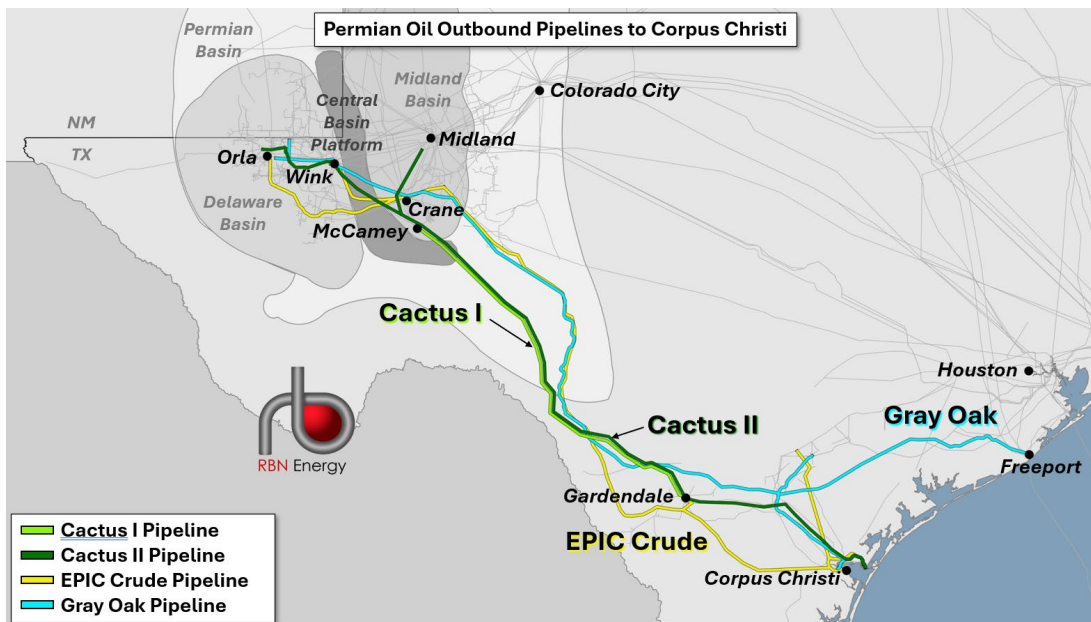 Permian Oil Outbound Pipelines to Corpus Christi
Permian
Basin
Midland
Basin
Colorado City
Central
Basin
Platform
NM
TX
Midland
Orla
Wink
Delaware
Basin
Crane
McCamey
Cactus I
Houston
Gray Oak
Cactus II
Freeport
rb
RBN Energy
Gardendale
EPIC Crude
Corpus Christi
Cactus I Pipeline
Cactus II Pipeline
EPIC Crude Pipeline
Gray Oak Pipeline